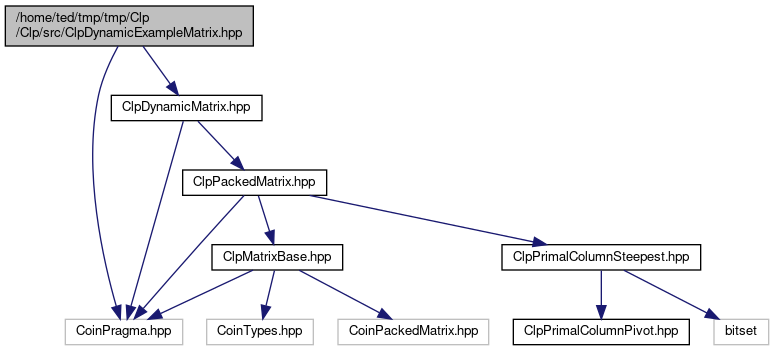 /home/ted/tmp/tmp/Clp
/Clp/src/ClpDynamicExampleMatrix.hpp
ClpDynamicMatrix.hpp
ClpPackedMatrix.hpp
ClpMatrixBase.hpp
ClpPrimalColumnSteepest.hpp
CoinPragma.hpp
CoinTypes.hpp
CoinPackedMatrix.hpp
ClpPrimalColumnPivot.hpp
bitset